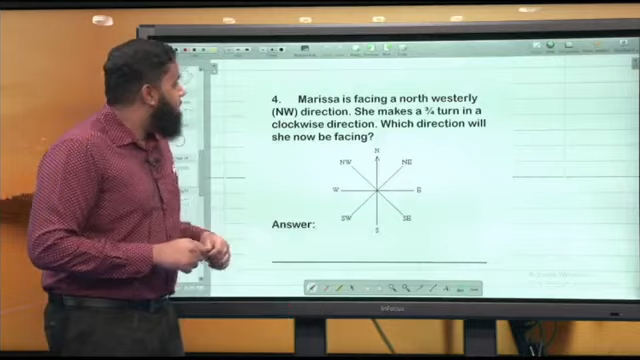 4. Marissa is facing a north westerly
(NW) direction. She makes a ¾ turn in a
clockwise direction. Which direction will
she now be facing?
N
NW NE
W E
SW SE
S
Answer:
InFocus